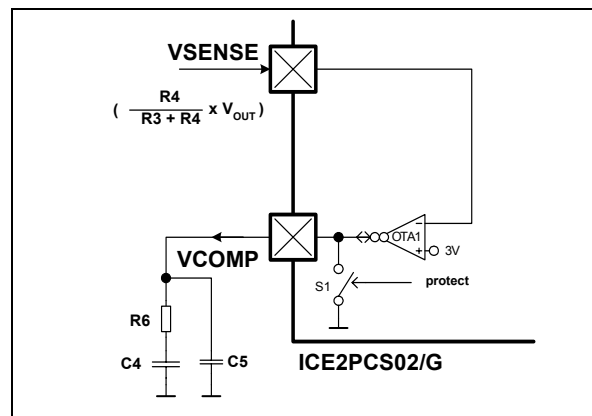 VSENSE
R4
( R3 + R4 x VOUT )
OTA1
3V
VCOMP
S1
protect
R6
C4
C5
ICE2PCS02/G